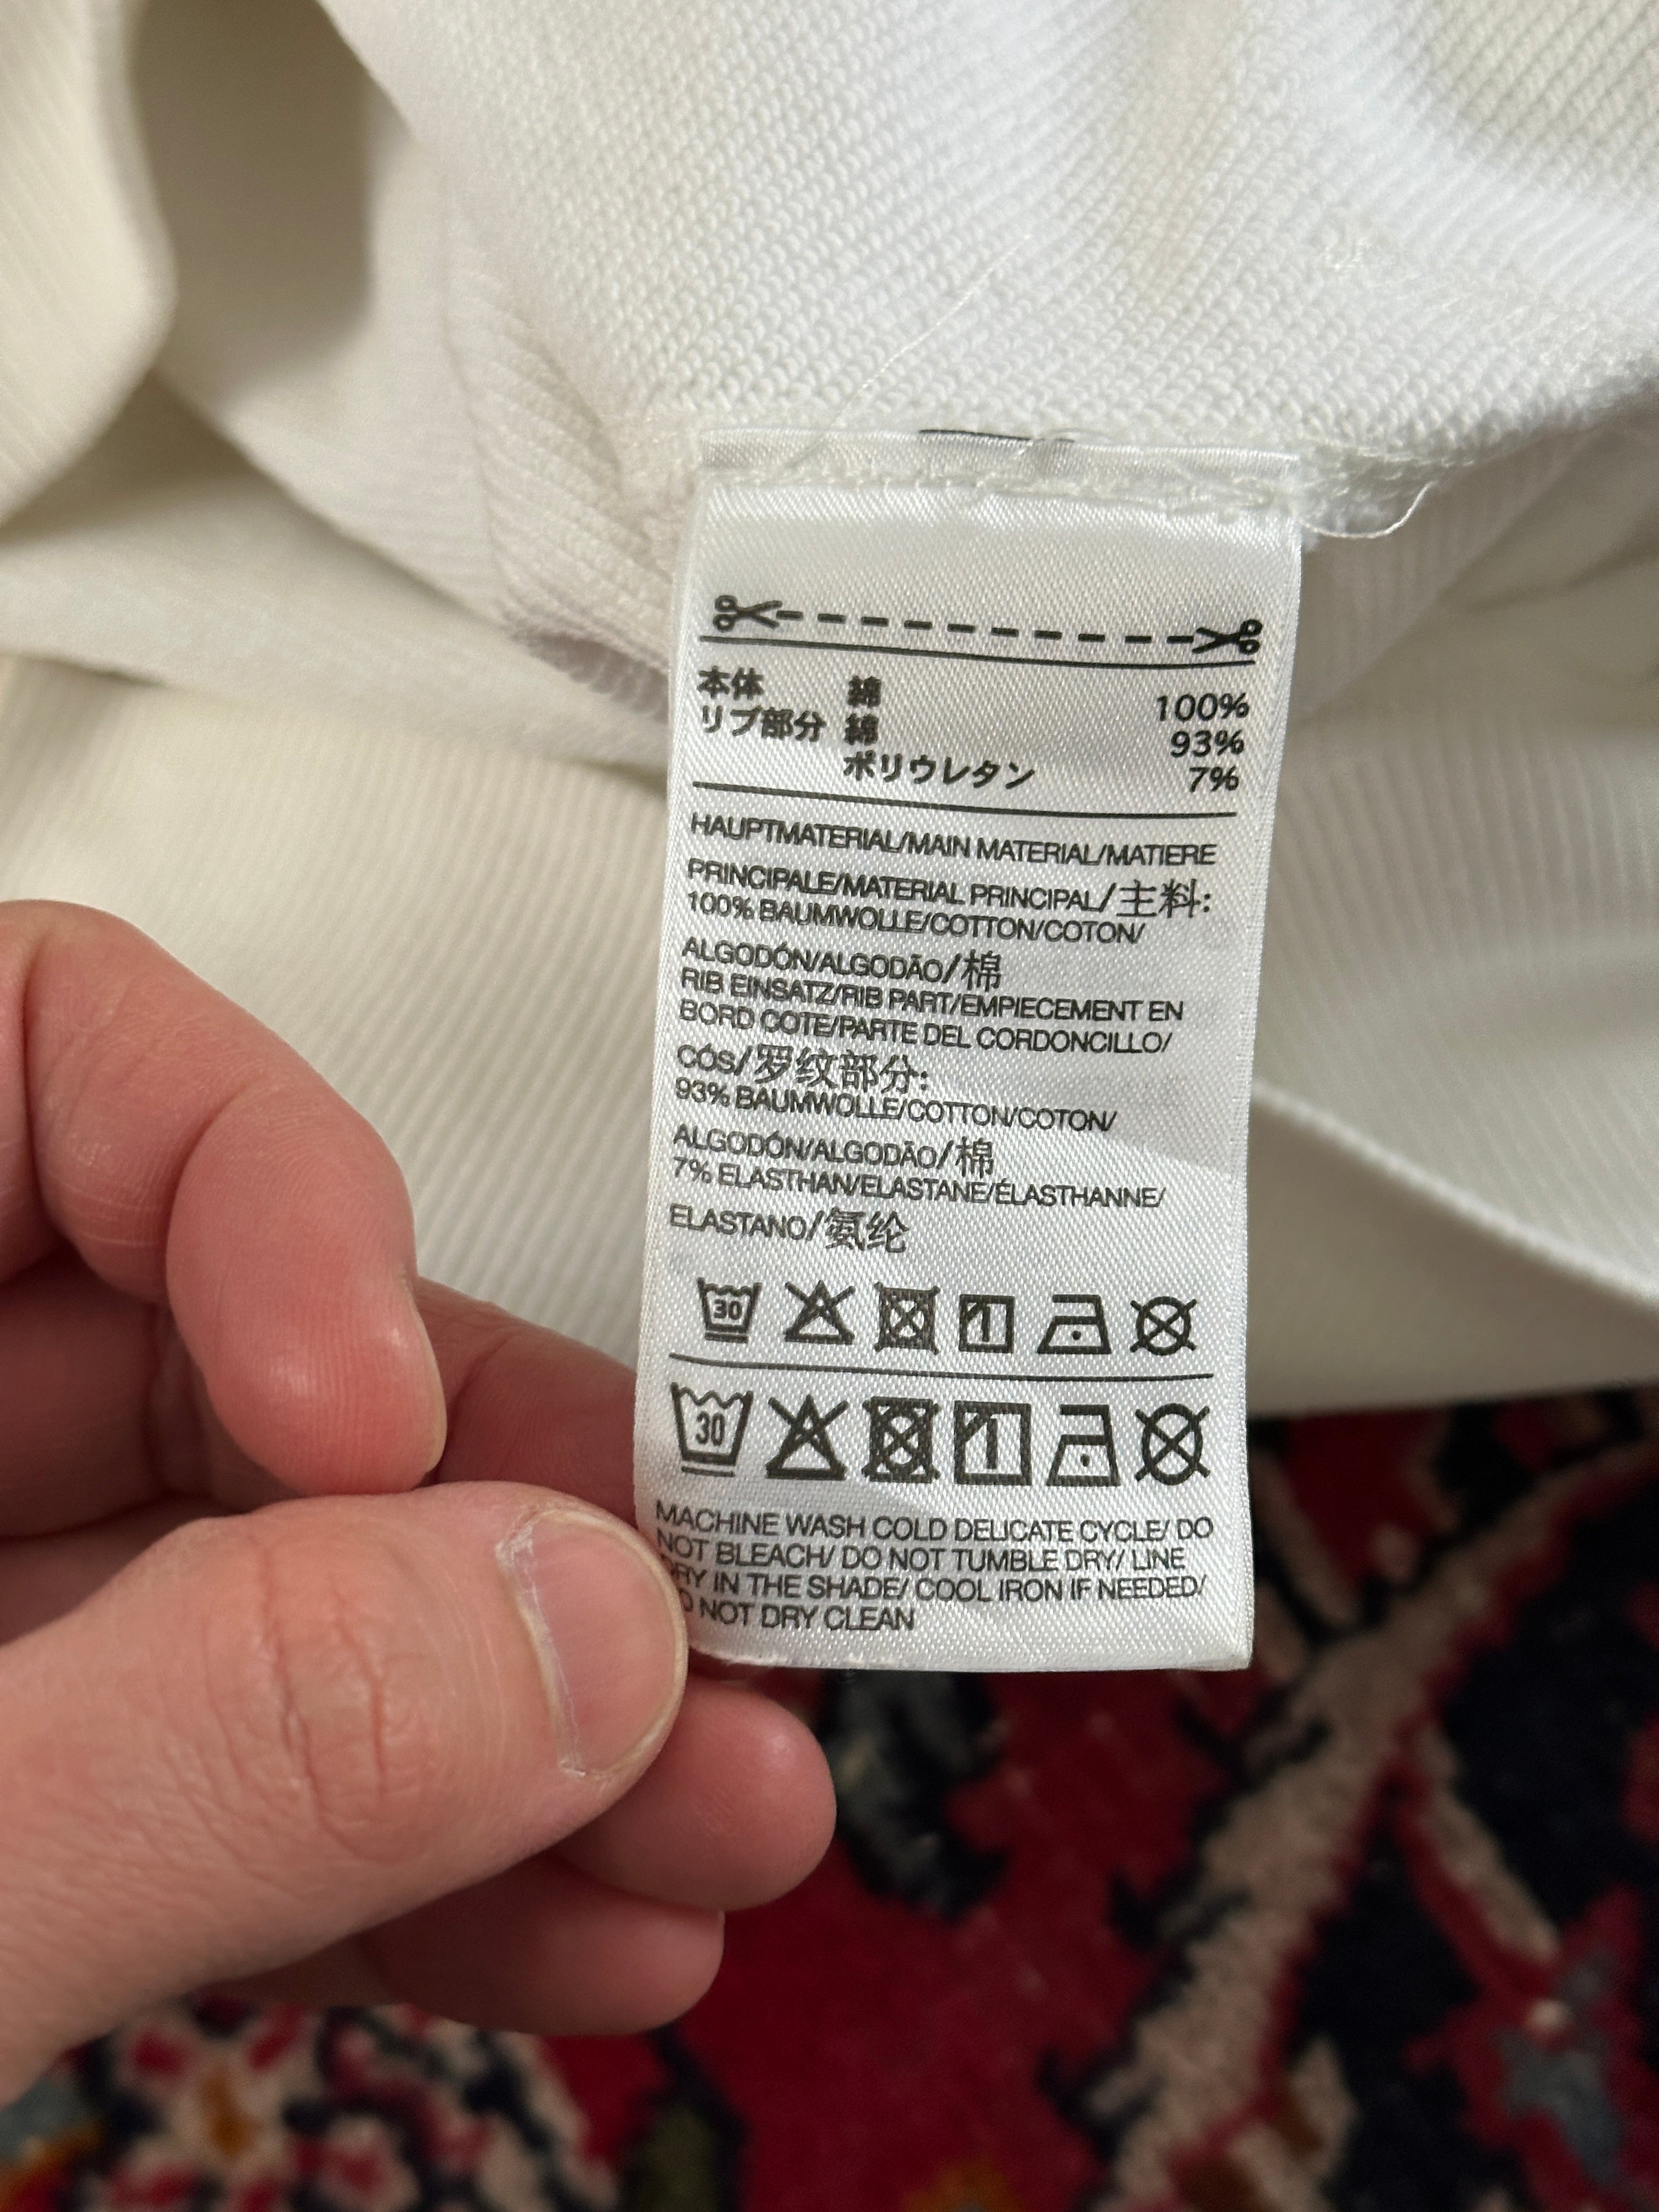 本体 綿 100%
リブ部分 綿 93%
ポリウレタン 7%
HAUPTMATERIAL/MAIN MATERIAL/MATIERE
PRINCIPALE/MATERIAL PRINCIPAL/主料:
100% BAUMWOLLE/COTTON/COTON/
ALGODÓN/ALGODÃO/棉
RIB EINSATZ/RIB PART/EMPIECEMENT EN
BORD COTE/PARTE DEL CORDONCILLO/
CÓS/罗纹部分:
93% BAUMWOLLE/COTTON/COTON/
ALGODÓN/ALGODÃO/棉
7% ELASTHAN/ELASTANE/ÉLASTHANNE/
ELASTANO/氨纶
30 1
30 1
MACHINE WASH COLD DELICATE CYCLE/ DO
NOT BLEACH/ DO NOT TUMBLE DRY/ LINE
DRY IN THE SHADE/ COOL IRON IF NEEDED/
DO NOT DRY CLEAN